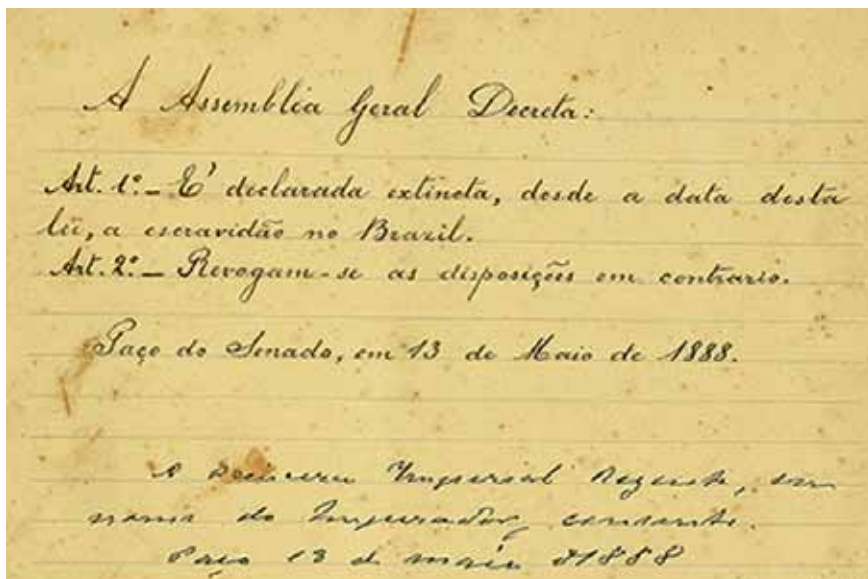 A Assemblea Geral Decreta:
Art. 1º.- E' declarada extincta, desde a data desta
lei, a escravidão no Brazil.
Art. 2º.- Revogam-se as disposições em contrario.
Paço do Senado, em 13 de Maio de 1888.
A Princeza Imperial Regente, em
nome do Imperador, consente.
Paço 13 de maio d 1888